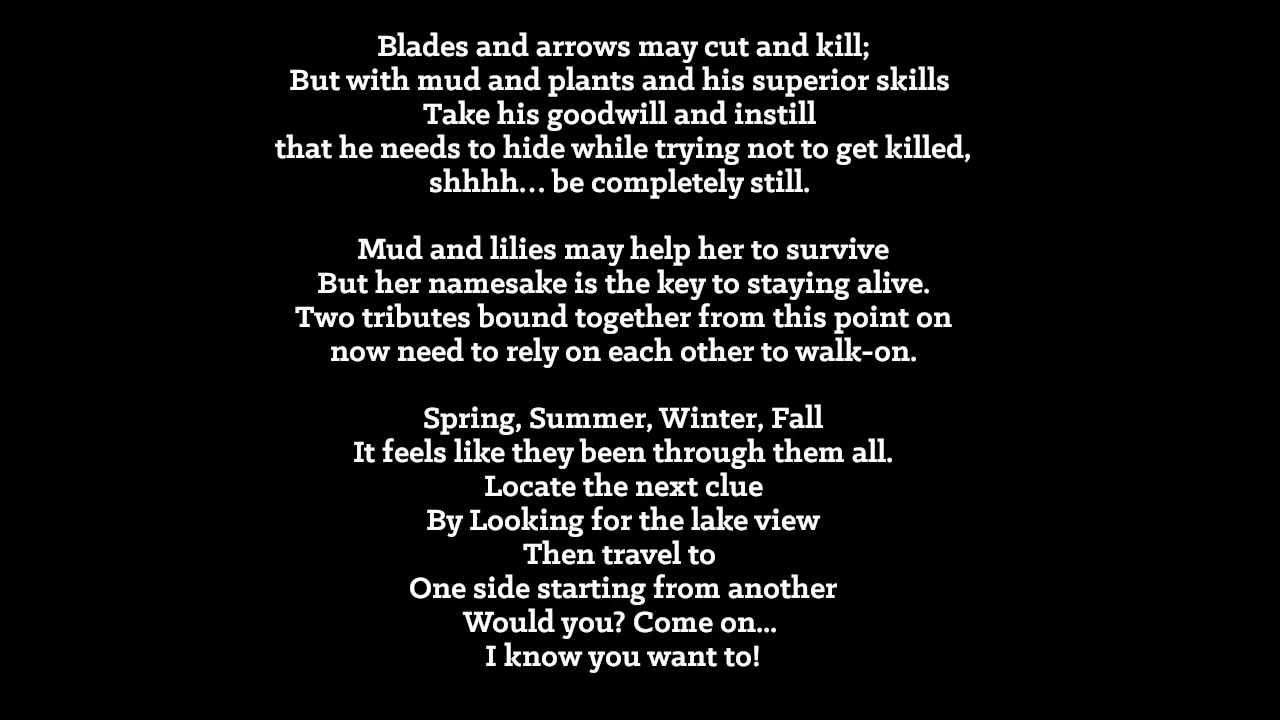 Blades and arrows may cut and kill;
But with mud and plants and his superior skills
Take his goodwill and instill
that he needs to hide while trying not to get killed,
shhhh... be completely still.
Mud and lilies may help her to survive
But her namesake is the key to staying alive.
Two tributes bound together from this point on
now need to rely on each other to walk-on.
Spring, Summer, Winter, Fall
It feels like they been through them all.
Locate the next clue
By Looking for the lake view
Then travel to
One side starting from another
Would you? Come on...
I know you want to!